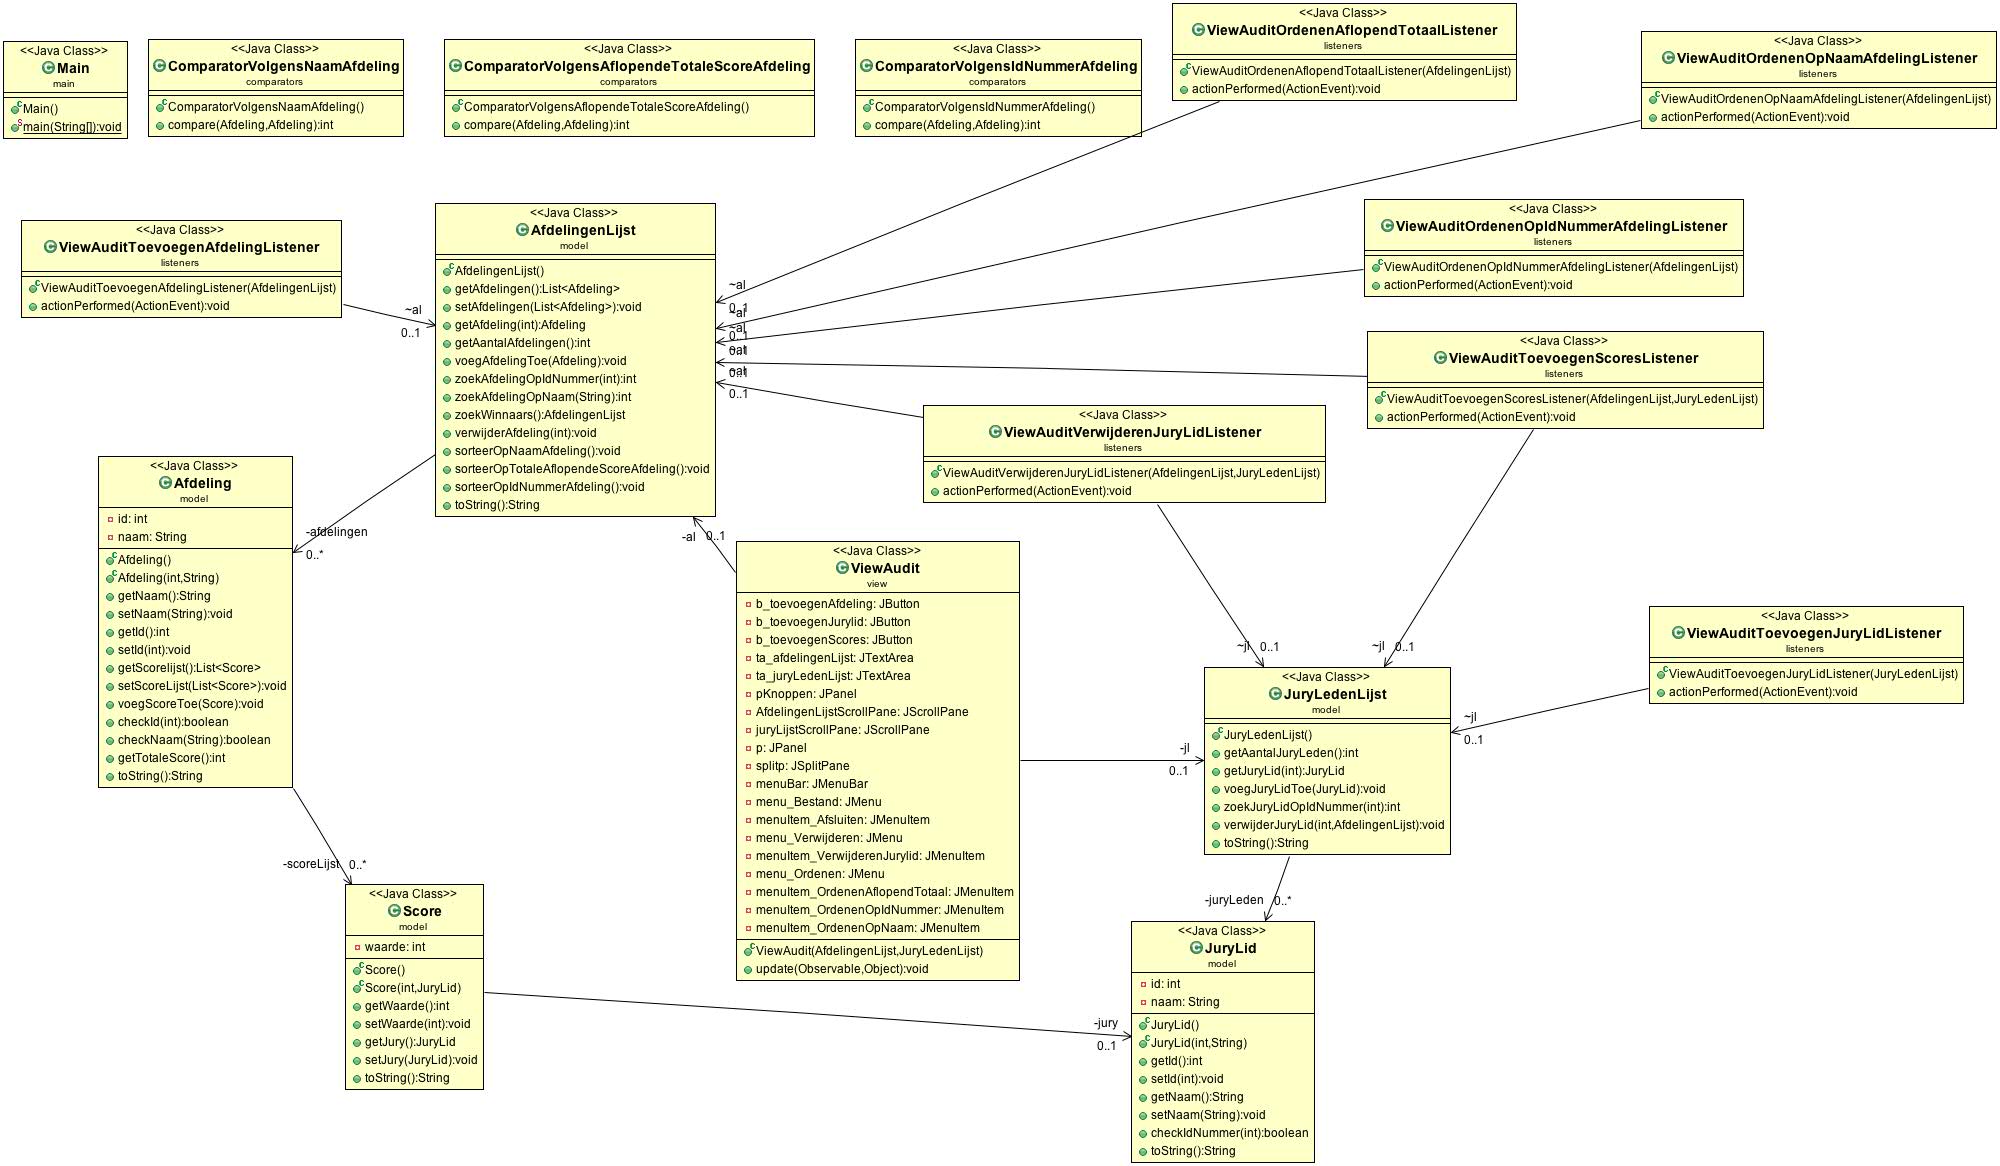 <<Java Class>>
Main
main
Main()
main(String[]):void
<<Java Class>>
ComparatorVolgensNaamAfdeling
comparators
ComparatorVolgensNaamAfdeling()
compare(Afdeling,Afdeling):int
<<Java Class>>
ComparatorVolgensAflopendeTotaleScoreAfdeling
comparators
ComparatorVolgensAflopendeTotaleScoreAfdeling()
compare(Afdeling,Afdeling):int
<<Java Class>>
ComparatorVolgensIdNummerAfdeling
comparators
ComparatorVolgensIdNummerAfdeling()
compare(Afdeling,Afdeling):int
<<Java Class>>
ViewAuditOrdenenAflopendTotaalListener
listeners
ViewAuditOrdenenAflopendTotaalListener(AfdelingenLijst)
actionPerformed(ActionEvent):void
<<Java Class>>
ViewAuditOrdenenOpNaamAfdelingListener
listeners
ViewAuditOrdenenOpNaamAfdelingListener(AfdelingenLijst)
actionPerformed(ActionEvent):void
<<Java Class>>
ViewAuditToevoegenAfdelingListener
listeners
ViewAuditToevoegenAfdelingListener(AfdelingenLijst)
actionPerformed(ActionEvent):void
~al
0..1
<<Java Class>>
AfdelingenLijst
model
AfdelingenLijst()
getAfdelingen():List<Afdeling>
setAfdelingen(List<Afdeling>):void
getAfdeling(int):Afdeling
getAantalAfdelingen():int
voegAfdelingToe(Afdeling):void
zoekAfdelingOpIdNummer(int):int
zoekAfdelingOpNaam(String):int
zoekWinnaars():AfdelingenLijst
verwijderAfdeling(int):void
sorteerOpNaamAfdeling():void
sorteerOpTotaleAflopendeScoreAfdeling():void
sorteerOpIdNummerAfdeling():void
toString():String
~al
0..1
~al
0..1
~al
0..1
~al
0..1
~al
0..1
<<Java Class>>
ViewAuditOrdenenOpIdNummerAfdelingListener
listeners
ViewAuditOrdenenOpIdNummerAfdelingListener(AfdelingenLijst)
actionPerformed(ActionEvent):void
<<Java Class>>
ViewAuditToevoegenScoresListener
listeners
ViewAuditToevoegenScoresListener(AfdelingenLijst,JuryLedenLijst)
actionPerformed(ActionEvent):void
<<Java Class>>
ViewAuditVerwijderenJuryLidListener
listeners
ViewAuditVerwijderenJuryLidListener(AfdelingenLijst,JuryLedenLijst)
actionPerformed(ActionEvent):void
<<Java Class>>
Afdeling
model
id: int
naam: String
Afdeling()
Afdeling(int,String)
getNaam():String
setNaam(String):void
getId():int
setId(int):void
getScorelijst():List<Score>
setScoreLijst(List<Score>):void
voegScoreToe(Score):void
checkId(int):boolean
checkNaam(String):boolean
getTotaleScore():int
toString():String
-afdelingen
0..*
-al
0..1
<<Java Class>>
ViewAudit
view
b_toevoegenAfdeling: JButton
b_toevoegenJurylid: JButton
b_toevoegenScores: JButton
ta_afdelingenLijst: JTextArea
ta_juryLedenLijst: JTextArea
pKnoppen: JPanel
AfdelingenLijstScrollPane: JScrollPane
juryLijstScrollPane: JScrollPane
p: JPanel
splitp: JSplitPane
menuBar: JMenuBar
menu_Bestand: JMenu
menuItem_Afsluiten: JMenuItem
menu_Verwijderen: JMenu
menuItem_VerwijderenJurylid: JMenuItem
menu_Ordenen: JMenu
menuItem_OrdenenAflopendTotaal: JMenuItem
menuItem_OrdenenOpIdNummer: JMenuItem
menuItem_OrdenenOpNaam: JMenuItem
ViewAudit(AfdelingenLijst,JuryLedenLijst)
update(Observable,Object):void
~jl
0..1
~jl
0..1
-jl
0..1
<<Java Class>>
JuryLedenLijst
model
JuryLedenLijst()
getAantalJuryLeden():int
getJuryLid(int):JuryLid
voegJuryLidToe(JuryLid):void
zoekJuryLidOpIdNummer(int):int
verwijderJuryLid(int,AfdelingenLijst):void
toString():String
<<Java Class>>
ViewAuditToevoegenJuryLidListener
listeners
ViewAuditToevoegenJuryLidListener(JuryLedenLijst)
actionPerformed(ActionEvent):void
~jl
0..1
-scoreLijst
0..*
<<Java Class>>
Score
model
waarde: int
Score()
Score(int,JuryLid)
getWaarde():int
setWaarde(int):void
getJury():JuryLid
setJury(JuryLid):void
toString():String
-juryLeden
0..*
-jury
0..1
<<Java Class>>
JuryLid
model
id: int
naam: String
JuryLid()
JuryLid(int,String)
getId():int
setId(int):void
getNaam():String
setNaam(String):void
checkIdNummer(int):boolean
toString():String